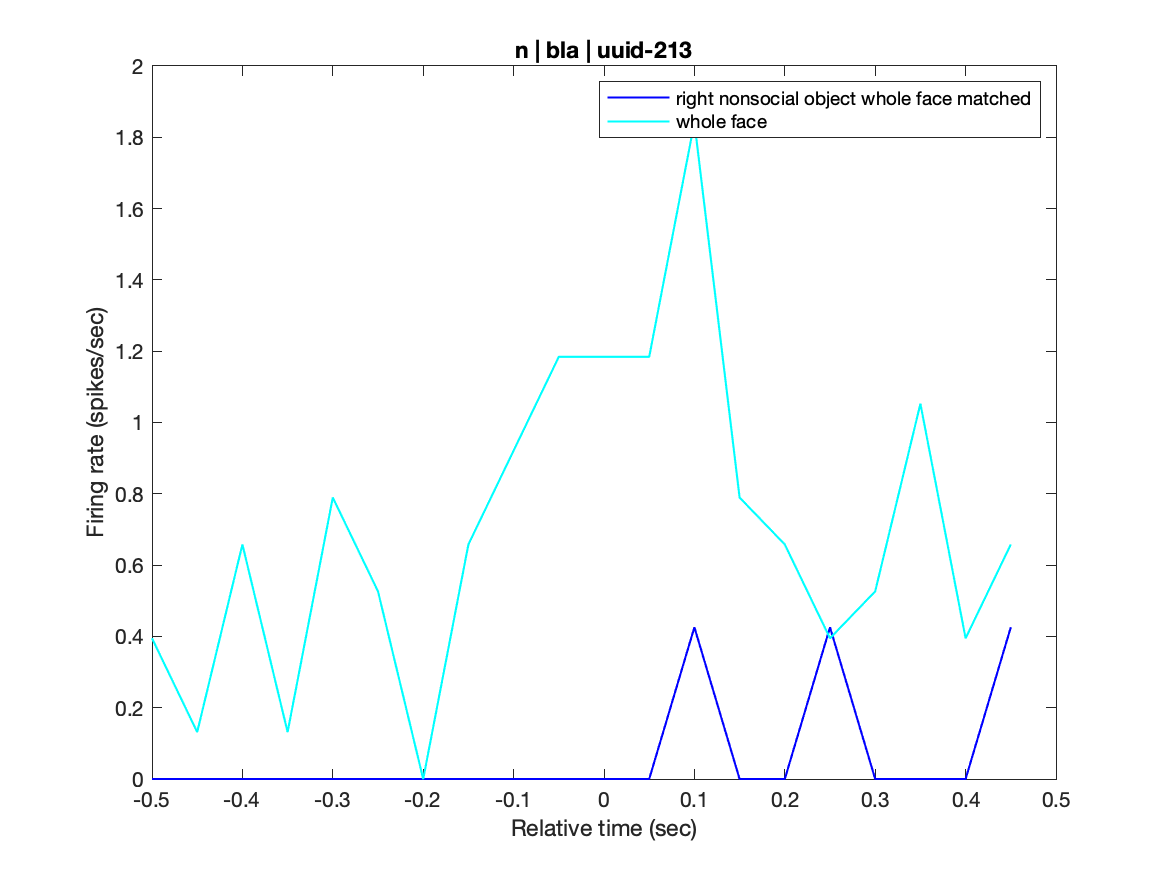 n | bla | uuid-213
right nonsocial object whole face matched
whole face
2
1.8
1.6
1.4
1.2
1
0.8
0.6
0.4
0.2
0
Firing rate (spikes/sec)
-0.5 -0.4 -0.3 -0.2 -0.1 0 0.1 0.2 0.3 0.4 0.5
Relative time (sec)